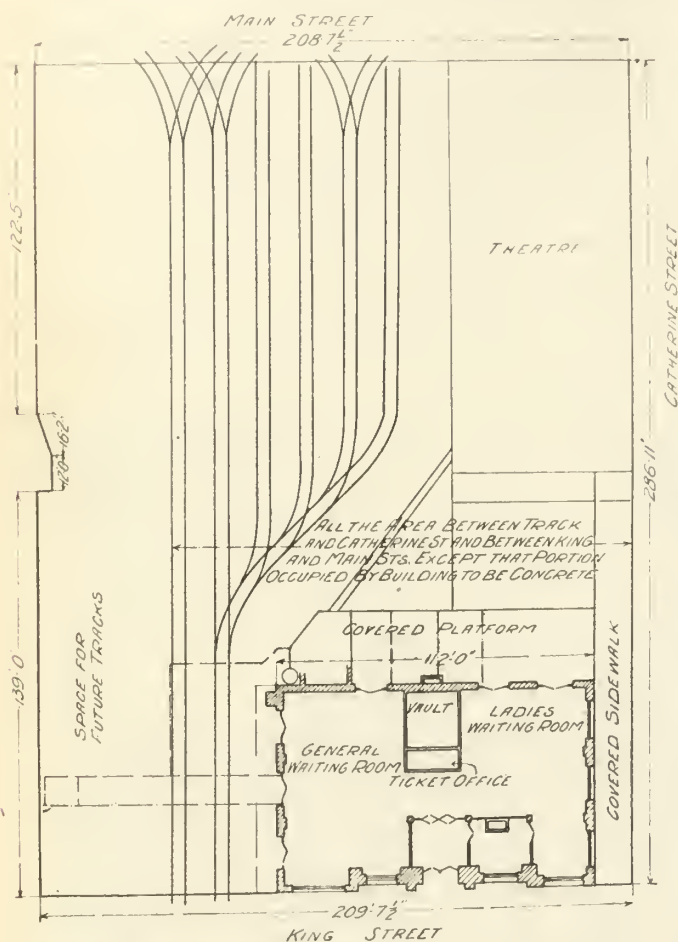 MAIN STREET
208'7½"
122.5'
THEATRE
CATHERINE STREET
286'-11"
16.2'
12.0'
ALL THE AREA BETWEEN TRACK
AND CATHERINE ST AND BETWEEN KING
AND MAIN STS. EXCEPT THAT PORTION
OCCUPIED BY BUILDING TO BE CONCRETE
139'-0"
SPACE FOR
FUTURE TRACKS
COVERED PLATFORM
112'-0"
VAULT
LADIES
WAITING ROOM
GENERAL
WAITING ROOM
TICKET OFFICE
COVERED SIDEWALK
209'-7½"
KING STREET